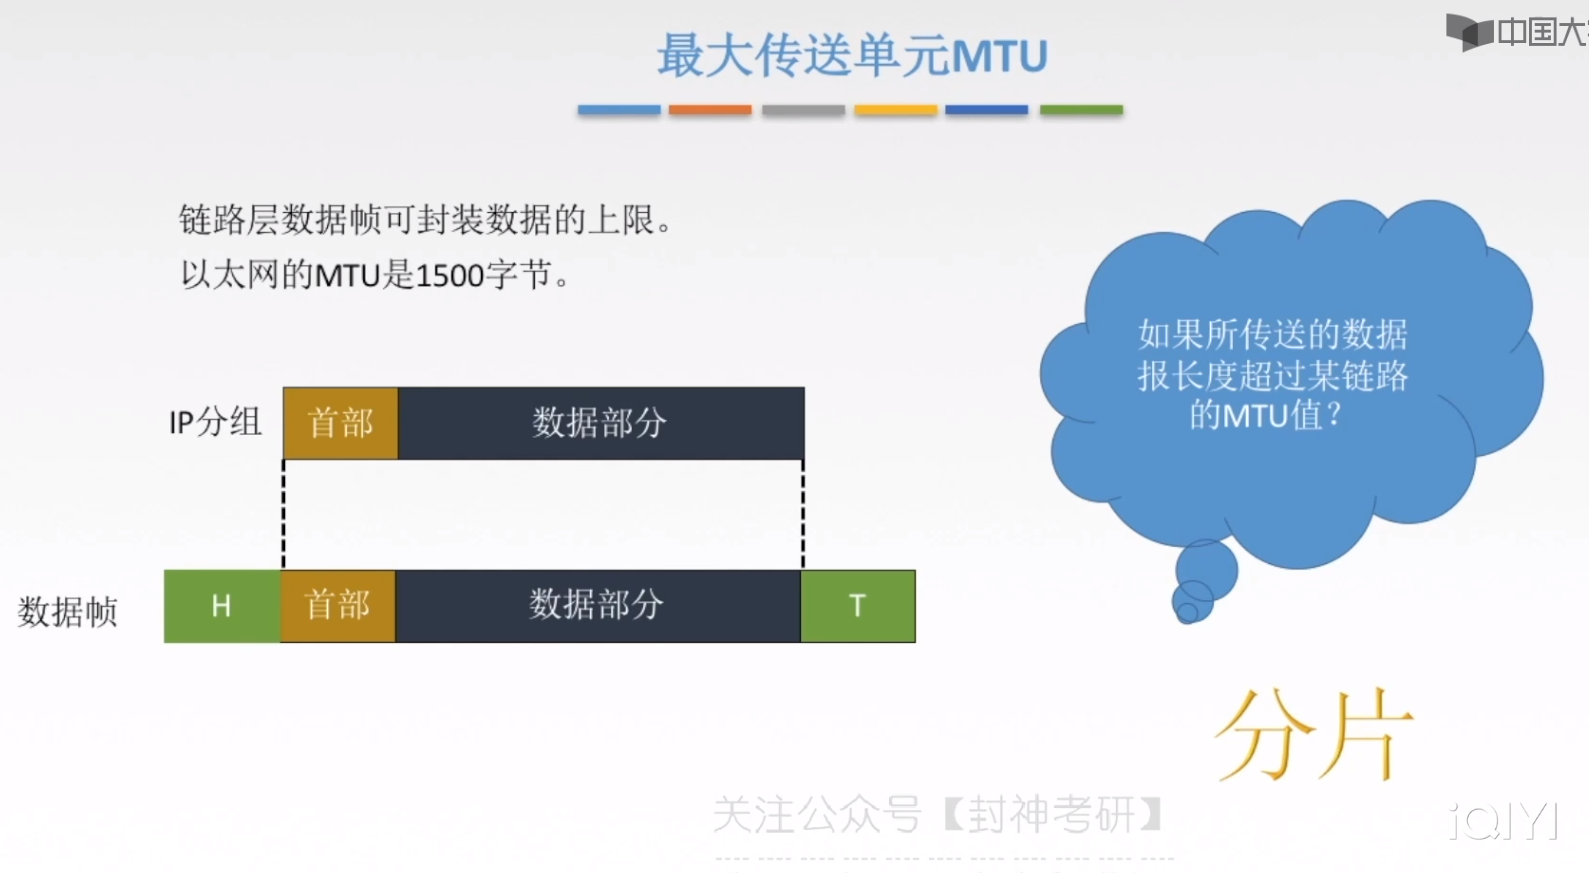 最大传送单元MTU
中国大
链路层数据帧可封装数据的上限。
以太网的MTU是1500字节。
如果所传送的数据
报长度超过某链路
的MTU值?
IP分组
首部
数据部分
数据帧
H
首部
数据部分
T
分片
关注公众号【封神考研】
iQIYI